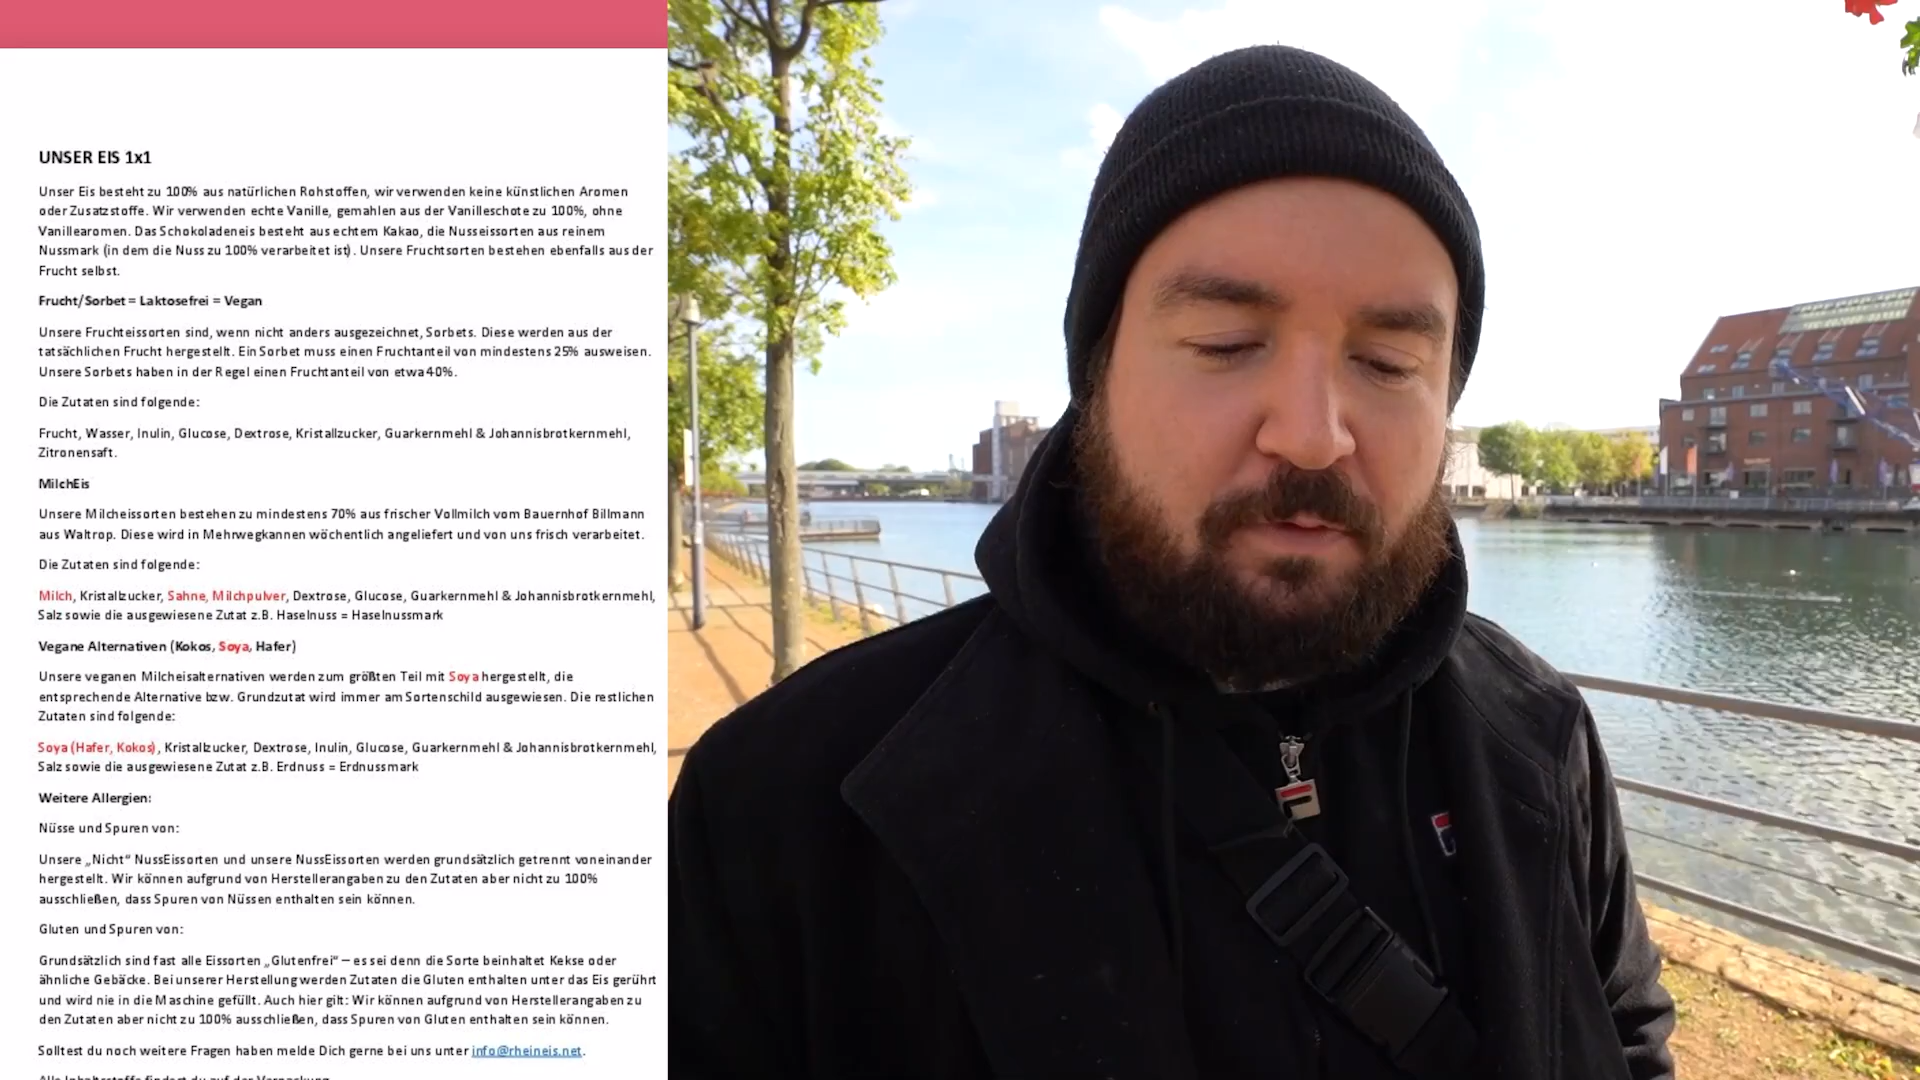 UNSER EIS 1x1
Unser Eis besteht zu 100% aus natürlichen Rohstoffen, wir verwenden keine künstlichen Aromen
oder Zusatzstoffe. Wir verwenden echte Vanille, gemahlen aus der Vanilleschote zu 100%, ohne
Vanillearomen. Das Schokoladeneis besteht aus echtem Kakao, die Nusseissorten aus reinem
Nussmark (in dem die Nuss zu 100% verarbeitet ist). Unsere Fruchtsorten bestehen ebenfalls aus der
Frucht selbst.
Frucht/Sorbet = Laktosefrei = Vegan
Unsere Fruchteissorten sind, wenn nicht anders ausgezeichnet, Sorbets. Diese werden aus der
tatsächlichen Frucht hergestellt. Ein Sorbet muss einen Fruchtanteil von mindestens 25% ausweisen.
Unsere Sorbets haben in der Regel einen Fruchtanteil von etwa 40%.
Die Zutaten sind folgende:
Frucht, Wasser, Inulin, Glucose, Dextrose, Kristallzucker, Guarkernmehl & Johannisbrotkernmehl,
Zitronensaft.
MilchEis
Unsere Milcheissorten bestehen zu mindestens 70% aus frischer Vollmilch vom Bauernhof Billmann
aus Waltrop. Diese wird in Mehrwegkannen wöchentlich angeliefert und von uns frisch verarbeitet.
Die Zutaten sind folgende:
Milch, Kristallzucker, Sahne, Milchpulver, Dextrose, Glucose, Guarkernmehl & Johannisbrotkernmehl,
Salz sowie die ausgewiesene Zutat z.B. Haselnuss = Haselnussmark
Vegane Alternativen (Kokos, Soya, Hafer)
Unsere veganen Milcheisalternativen werden zum größten Teil mit Soya hergestellt, die
entsprechende Alternative bzw. Grundzutat wird immer am Sortenschild ausgewiesen. Die restlichen
Zutaten sind folgende:
Soya (Hafer, Kokos), Kristallzucker, Dextrose, Inulin, Glucose, Guarkernmehl & Johannisbrotkernmehl,
Salz sowie die ausgewiesene Zutat z.B. Erdnuss = Erdnussmark
Weitere Allergien:
Nüsse und Spuren von:
Unsere „Nicht“ NussEissorten und unsere NussEissorten werden grundsätzlich getrennt voneinander
hergestellt. Wir können aufgrund von Herstellerangaben zu den Zutaten aber nicht zu 100%
ausschließen, dass Spuren von Nüssen enthalten sein können.
Gluten und Spuren von:
Grundsätzlich sind fast alle Eissorten „Glutenfrei“ – es sei denn die Sorte beinhaltet Kekse oder
ähnliche Gebäcke. Bei unserer Herstellung werden Zutaten die Gluten enthalten unter das Eis gerührt
und wird nie in die Maschine gefüllt. Auch hier gilt: Wir können aufgrund von Herstellerangaben zu
den Zutaten aber nicht zu 100% ausschließen, dass Spuren von Gluten enthalten sein können.
Solltest du noch weitere Fragen haben melde Dich gerne bei uns unter info@rheineis.net.
Alle Inhaltsstoffe findest du auf der Verpackung